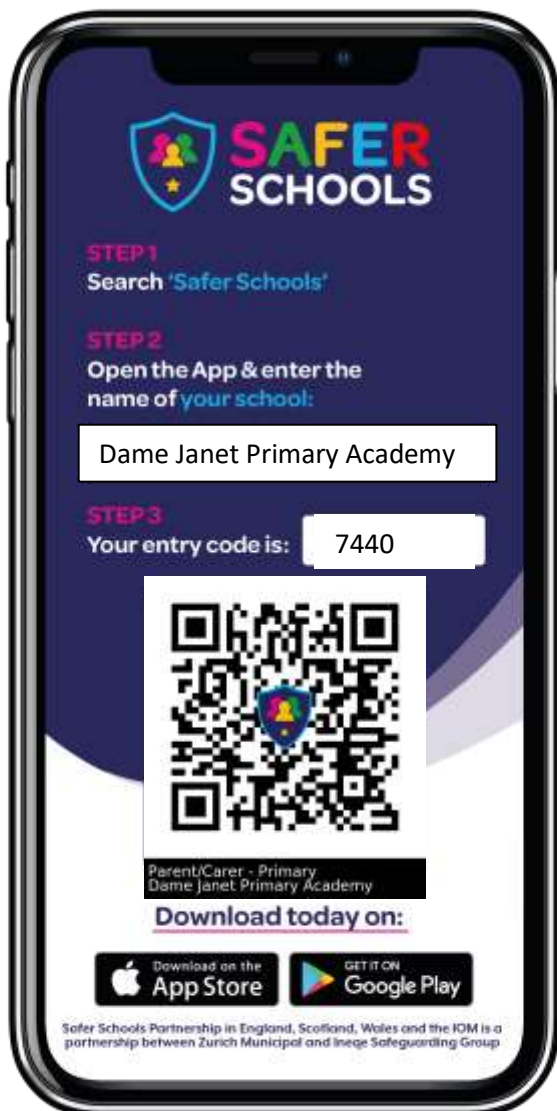 SAFER
SCHOOLS
STEP 1
Search 'Safer Schools'
STEP 2
Open the App & enter the
name of your school:
Dame Janet Primary Academy
STEP 3
Your entry code is: 7440
Parent/Carer - Primary
Dame Janet Primary Academy
Download today on:
Download on the
App Store
GET IT ON
Google Play
Safer Schools Partnership in England, Scotland, Wales and the IOM is a
partnership between Zurich Municipal and Ineqe Safeguarding Group